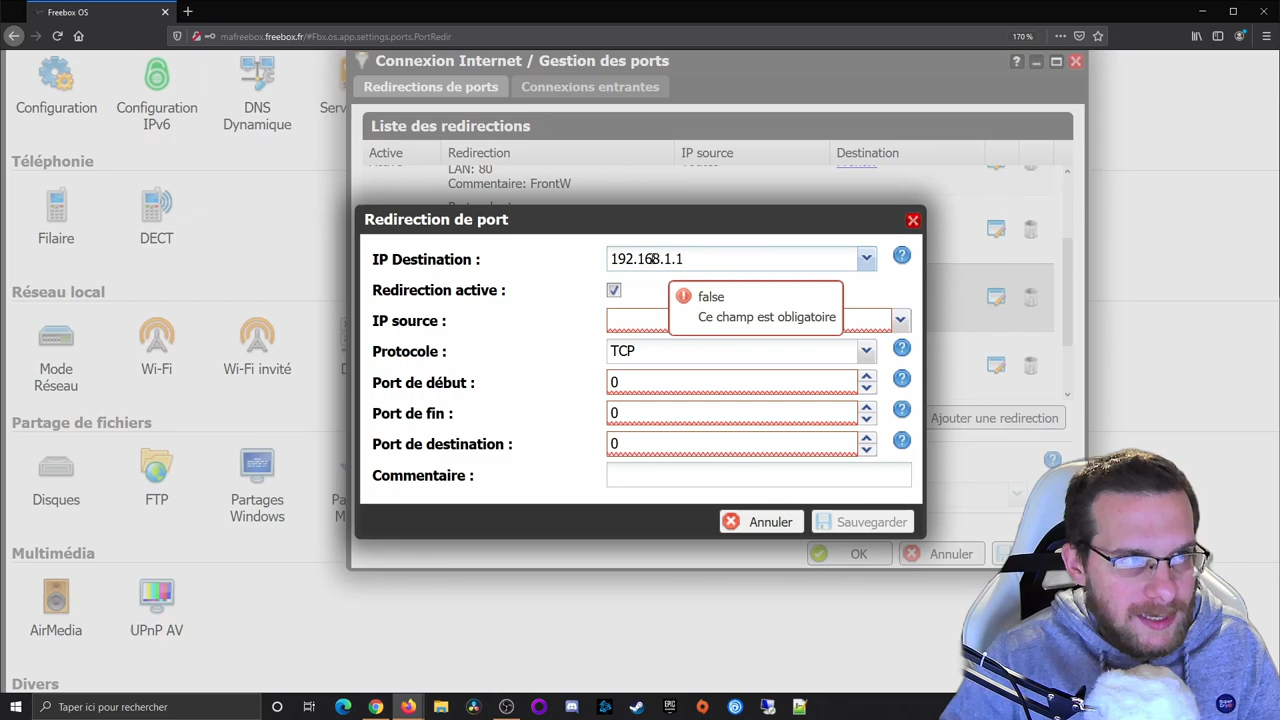 Freebox OS
mafreebox.freebox.fr/#Fbx.os.app.settings.ports.PortRedir
170 %
Configuration
Configuration
IPv6
DNS
Dynamique
Téléphonie
Filaire
DECT
Réseau local
Mode
Réseau
Wi-Fi
Wi-Fi invité
Partage de fichiers
Disques
FTP
Partages
Windows
Multimédia
AirMedia
UPnP AV
Divers
Connexion Internet / Gestion des ports
Redirections de ports
Connexions entrantes
Liste des redirections
Active
Redirection
IP source
Destination
LAN: 80
Commentaire: FrontW
Redirection de port
IP Destination :
192.168.1.1
Redirection active :
false
Ce champ est obligatoire
IP source :
Protocole :
TCP
Port de début :
0
Port de fin :
0
Port de destination :
0
Commentaire :
Annuler
Sauvegarder
Ajouter une redirection
OK
Annuler
Taper ici pour rechercher
EPIC